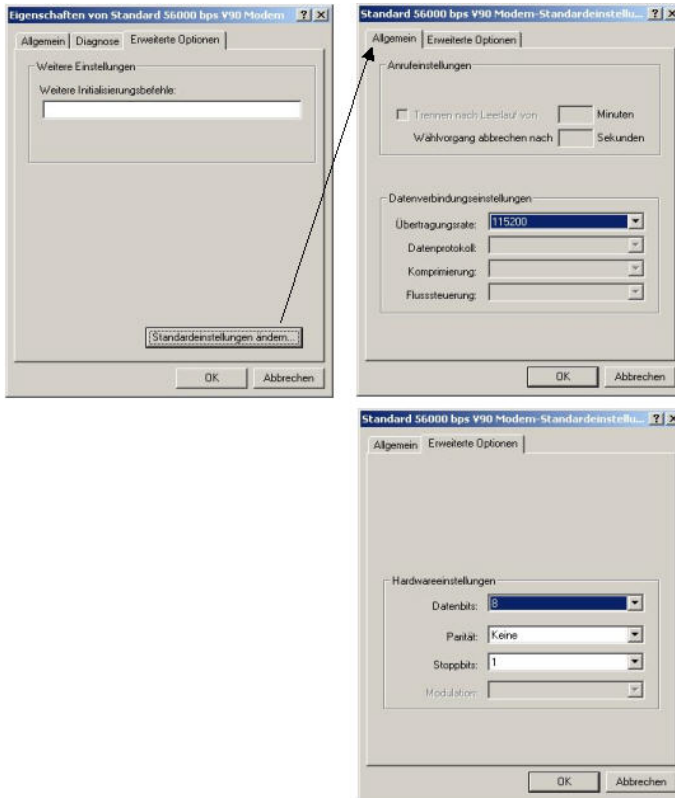 Eigenschaften von Standard 56000 bps V90 Modem
Allgemein Diagnose Erweiterte Optionen
Weitere Einstellungen
Weitere Initialisierungsbefehle:
Standardeinstellungen ändern...
OK Abbrechen
Standard 56000 bps V90 Modem-Standardeinstellu...
Allgemein Erweiterte Optionen
Anrufeinstellungen
Trennen nach Leerlauf von Minuten
Wählvorgang abbrechen nach Sekunden
Datenverbindungseinstellungen
Übertragungsrate: 115200
Datenprotokoll:
Komprimierung:
Flusssteuerung:
OK Abbrechen
Standard 56000 bps V90 Modem-Standardeinstellu...
Allgemein Erweiterte Optionen
Hardwareeinstellungen
Datenbits: 8
Parität: Keine
Stoppbits: 1
Modulation:
OK Abbrechen